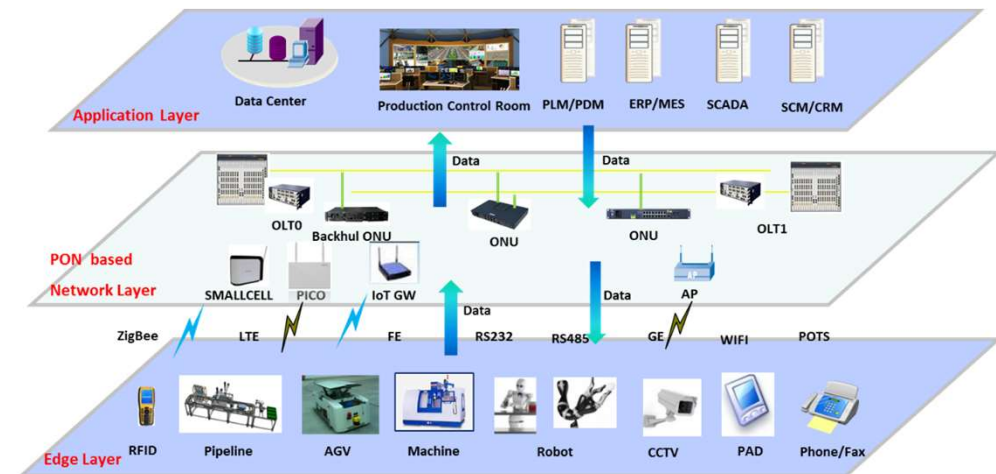 Data Center
Production Control Room
PLM/PDM
ERP/MES
SCADA
SCM/CRM
Application Layer
Data
Data
OLT0
Backhul ONU
ONU
ONU
OLT1
PON based
Network Layer
SMALLCELL
PICO
IoT GW
AP
AP
Data
Data
ZigBee
LTE
FE
RS232
RS485
GE
WIFI
POTS
RFID
Pipeline
AGV
Machine
Robot
CCTV
PAD
Phone/Fax
Edge Layer